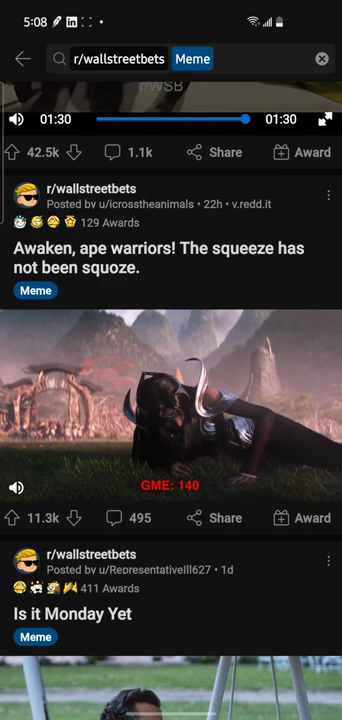 5:08
r/wallstreetbets Meme
r/WSB
01:30 01:30
42.5k 1.1k Share Award
r/wallstreetbets
Posted by u/icrosstheanimals • 22h • v.redd.it
129 Awards
Awaken, ape warriors! The squeeze has
not been squoze.
Meme
GME: 140
11.3k 495 Share Award
r/wallstreetbets
Posted by u/RepresentativeIll627 • 1d
411 Awards
Is it Monday Yet
Meme